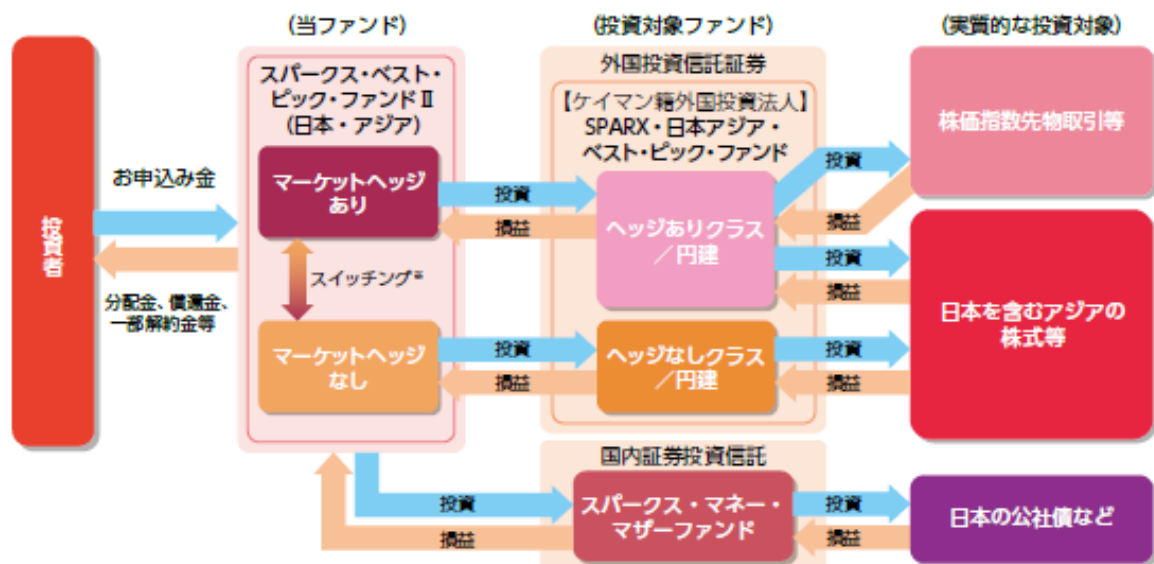 (当ファンド)
(投資対象ファンド)
(実質的な投資対象)
投資者
お申込み金
分配金、償還金、
一部解約金等
スパークス・ベスト・
ピック・ファンドⅡ
(日本・アジア)
マーケットヘッジ
あり
スイッチング※
マーケットヘッジ
なし
投資
損益
投資
損益
外国投資信託証券
【ケイマン籍外国投資法人】
SPARX・日本アジア・
ベスト・ピック・ファンド
ヘッジありクラス
/円建
ヘッジなしクラス
/円建
投資
損益
投資
損益
投資
損益
株価指数先物取引等
日本を含むアジアの
株式等
投資
損益
国内証券投資信託
スパークス・マネー・
マザーファンド
投資
損益
日本の公社債など